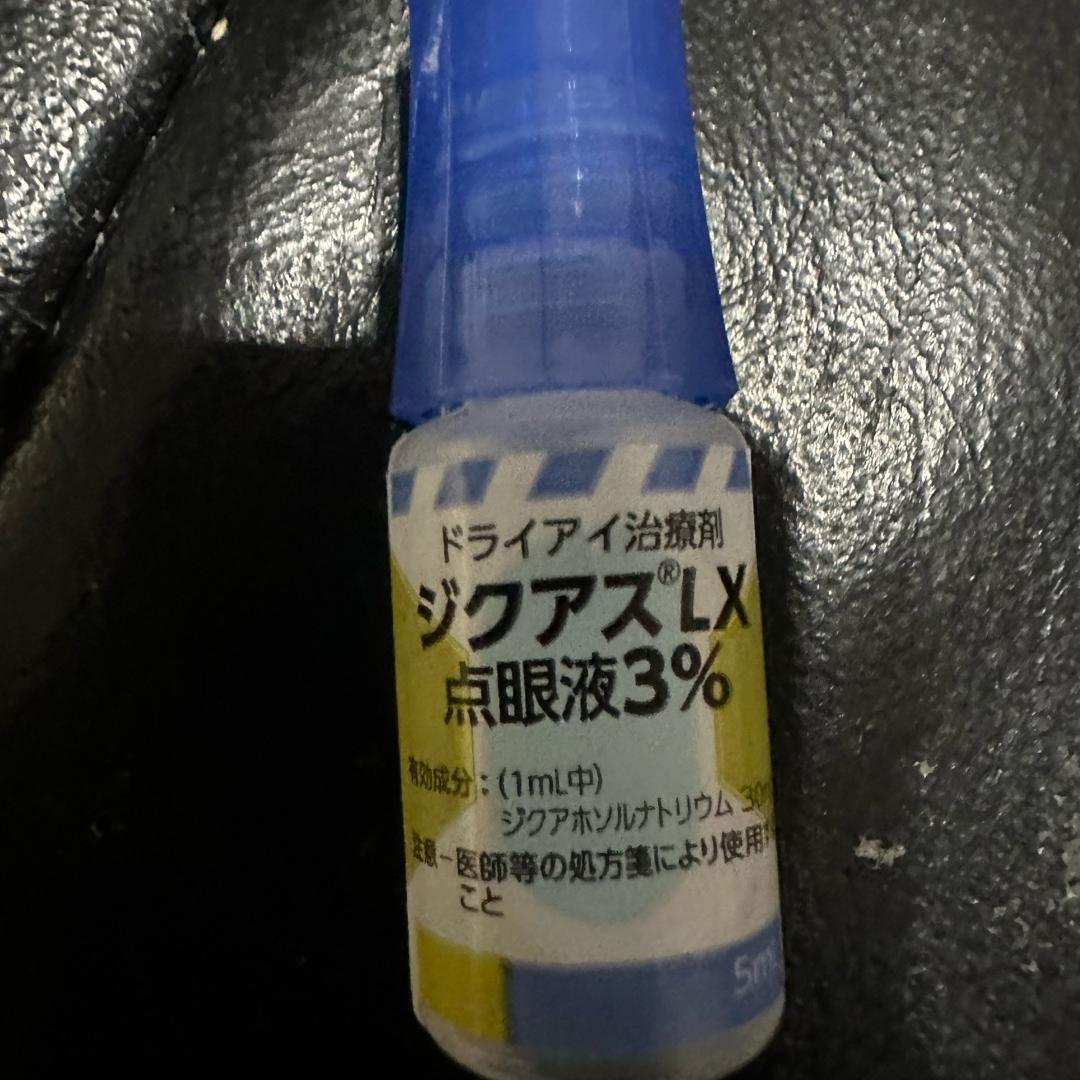 ドライアイ治療剤
ジクアス®LX
点眼液3%
有効成分：(1mL中)
ジクアホソルナトリウム 30m
注意－医師等の処方箋により使用す
こと
5mL